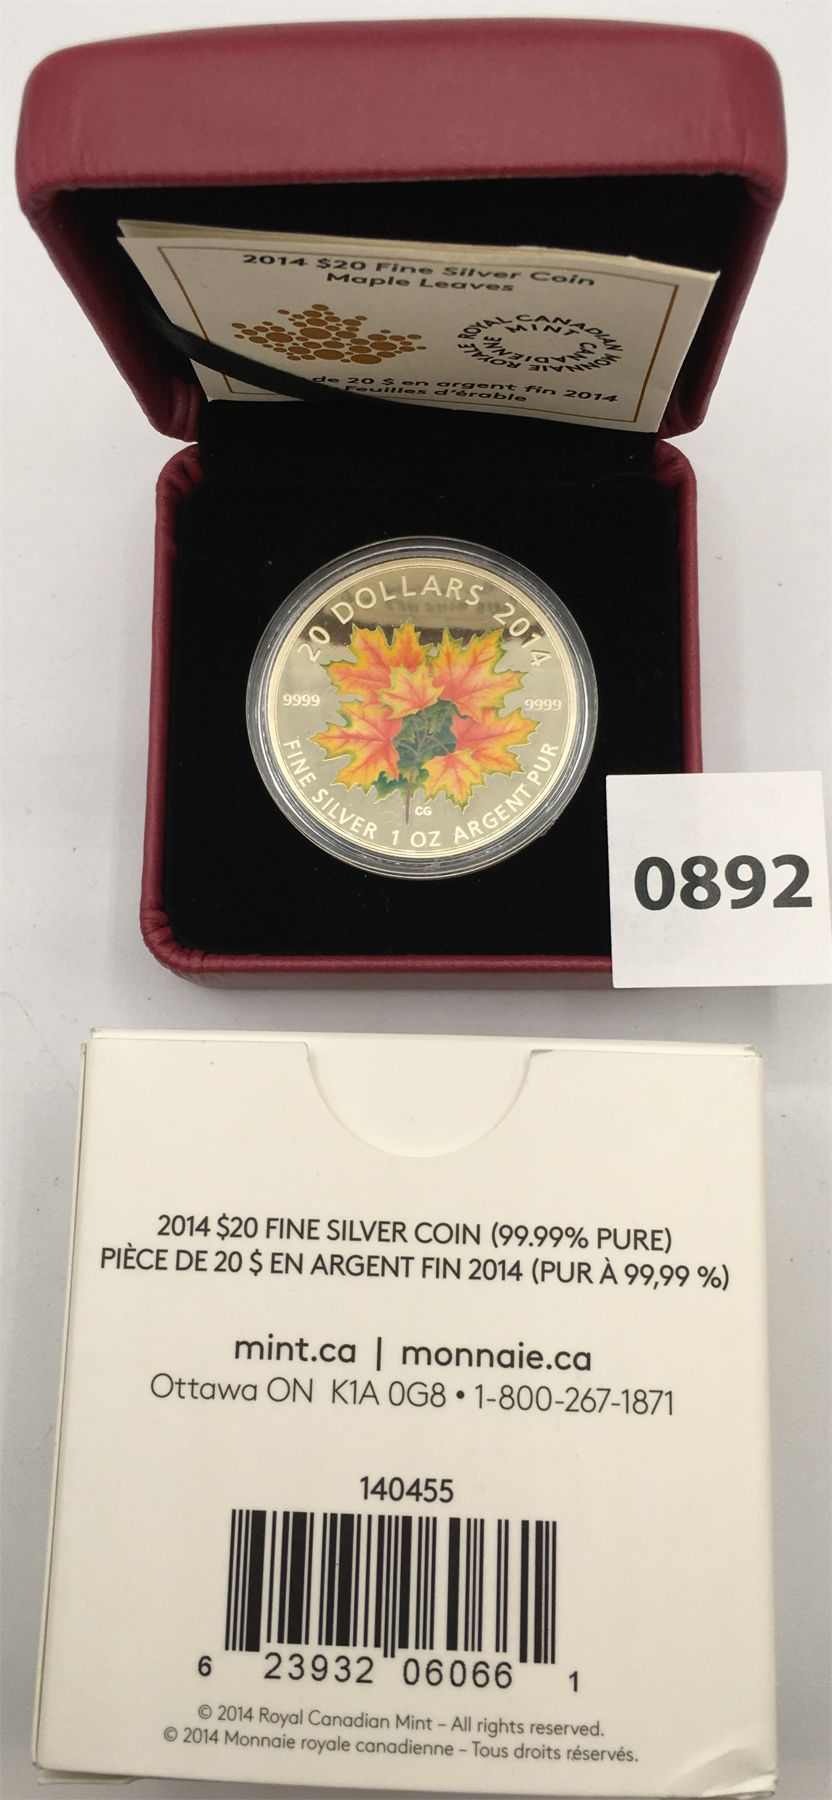 2014 $20 Fine Silver Coin
Maple Leaves
ROYAL CANADIAN MINT
MONNAIE ROYALE CANADIENNE
de 20 $ en argent fin 2014
Feuilles d'érable
20 DOLLARS 2014
9999
9999
CG
FINE SILVER 1 OZ ARGENT PUR
0892
2014 $20 FINE SILVER COIN (99.99% PURE)
PIÈCE DE 20 $ EN ARGENT FIN 2014 (PUR À 99,99 %)
mint.ca | monnaie.ca
Ottawa ON K1A 0G8 • 1-800-267-1871
140455
6 23932 06066 1
© 2014 Royal Canadian Mint – All rights reserved.
© 2014 Monnaie royale canadienne – Tous droits réservés.